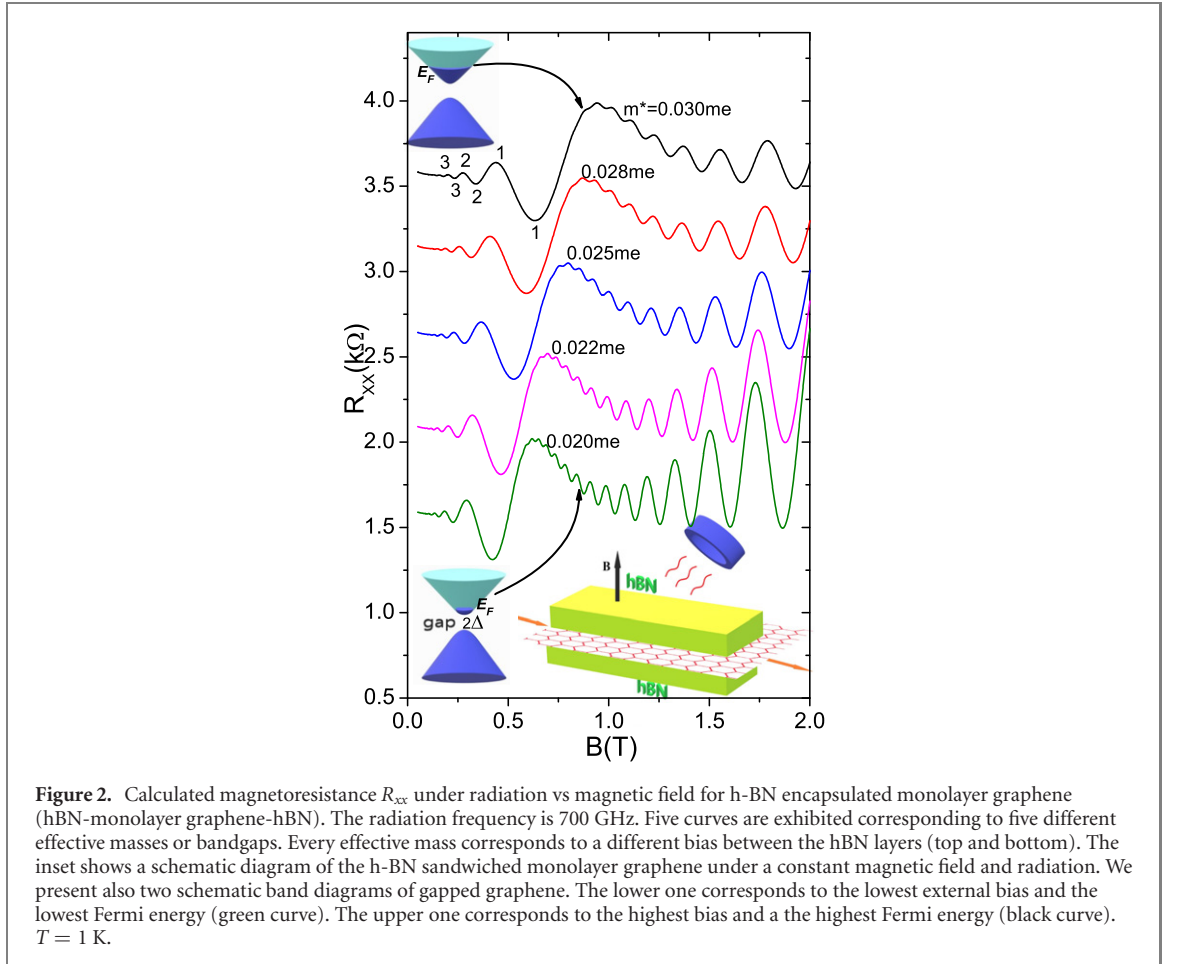 E_F
4.0
m*=0.030me
3 2 1
3.5
0.028me
3 2
1
3.0
0.025me
R_xx(kΩ)
2.5
0.022me
2.0
0.020me
1.5
B
hBN
1.0
E_F
gap 2Δ
hBN
0.5
0.0 0.5 1.0 1.5 2.0
B(T)
Figure 2. Calculated magnetoresistance R_xx under radiation vs magnetic field for h-BN encapsulated monolayer graphene
(hBN-monolayer graphene-hBN). The radiation frequency is 700 GHz. Five curves are exhibited corresponding to five different
effective masses or bandgaps. Every effective mass corresponds to a different bias between the hBN layers (top and bottom). The
inset shows a schematic diagram of the h-BN sandwiched monolayer graphene under a constant magnetic field and radiation. We
present also two schematic band diagrams of gapped graphene. The lower one corresponds to the lowest external bias and the
lowest Fermi energy (green curve). The upper one corresponds to the highest bias and a the highest Fermi energy (black curve).
T = 1 K.